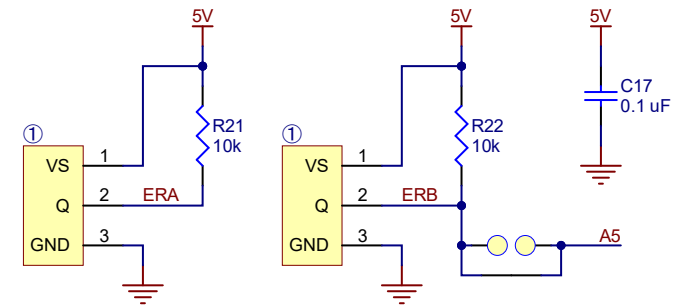 5V
5V
5V
C17
0.1 uF
① R21
10k
① R22
10k
VS 1
VS 1
Q 2 ERA
Q 2 ERB
GND 3
GND 3
A5